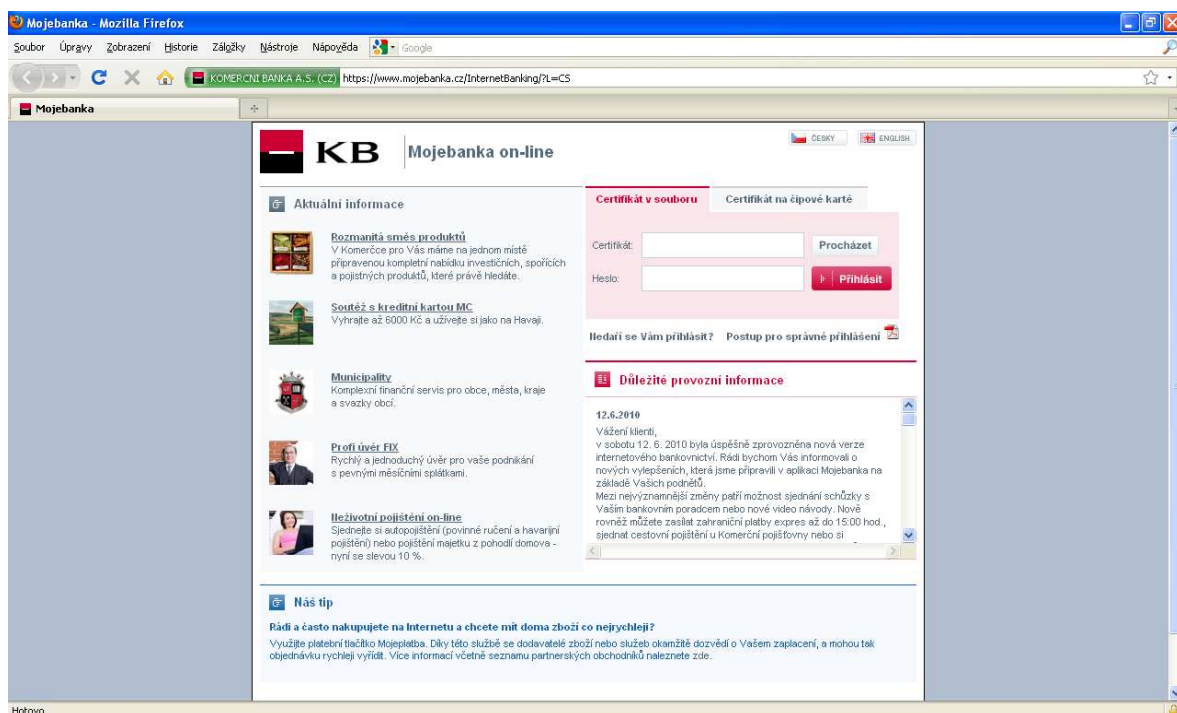 Mojebanka - Mozilla Firefox
Soubor Úpravy Zobrazení Historie Záložky Nástroje Nápověda Google
KOMERCNI BANKA A.S. (CZ) https://www.mojebanka.cz/InternetBanking/?L=CS
Mojebanka
KB Mojebanka on-line
ČESKY ENGLISH
Aktuální informace
Rozmanitá směs produktů
V Komerčce pro Vás máme na jednom místě
připravenou kompletní nabídku investičních, spořících
a pojistných produktů, které právě hledáte.
Soutěž s kreditní kartou MC
Vyhrajte až 6000 Kč a užívejte si jako na Havaji.
Municipality
Komplexní finanční servis pro obce, města, kraje
a svazky obcí.
Profi úvěr FIX
Rychlý a jednoduchý úvěr pro vaše podnikání
s pevnými měsíčními splátkami.
Neživotní pojištění on-line
Sjednejte si autopojištění (povinné ručení a havarijní
pojištění) nebo pojištění majetku z pohodlí domova -
nyní se slevou 10 %.
Certifikát v souboru Certifikát na čipové kartě
Certifikát: Procházet
Heslo: Přihlásit
Nedaří se Vám přihlásit? Postup pro správné přihlášení
Důležité provozní informace
12.6.2010
Vážení klienti,
v sobotu 12. 6. 2010 byla úspěšně zprovozněna nová verze
internetového bankovnictví. Rádi bychom Vás informovali o
nových vylepšeních, která jsme připravili v aplikaci Mojebanka na
základě Vašich podnětů.
Mezi nejvýznamnější změny patří možnost sjednání schůzky s
Vaším bankovním poradcem nebo nové video návody. Nově
rovněž můžete zasílat zahraniční platby expres až do 15:00 hod.,
sjednat cestovní pojištění u Komerční pojišťovny nebo si
Náš tip
Rádi a často nakupujete na Internetu a chcete mít doma zboží co nejrychleji?
Využijte platební tlačítko Mojeplatba. Díky této službě se dodavatelé zboží nebo služeb okamžitě dozvědí o Vašem zaplacení, a mohou tak
objednávku rychleji vyřídit. Více informací včetně seznamu partnerských obchodníků naleznete zde.
Hotovo